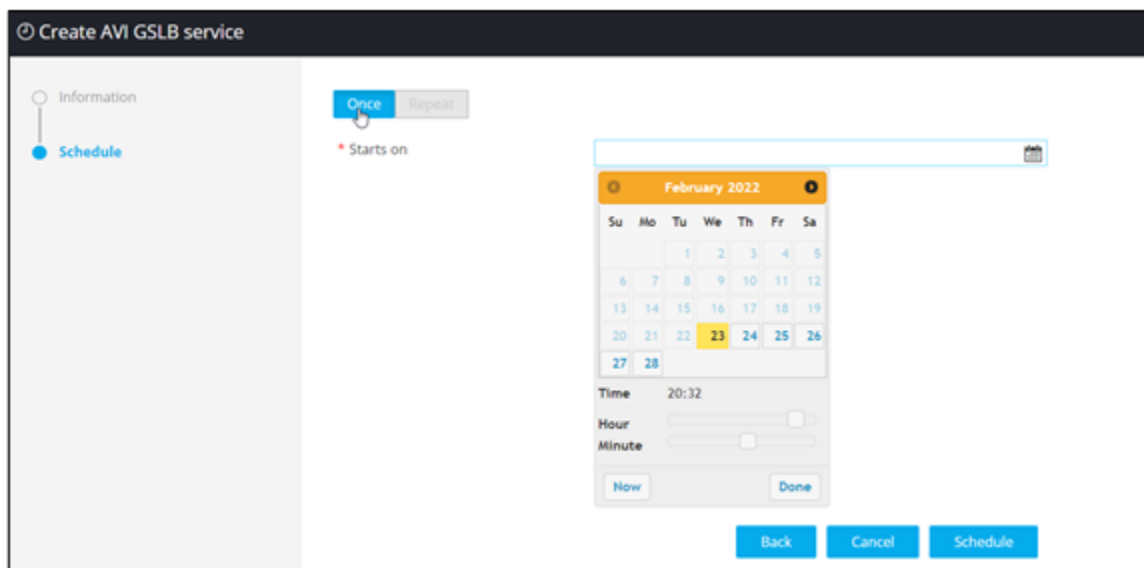 Create AVI GSLB service
Information
Schedule
Once Repeat
* Starts on
February 2022
Su Mo Tu We Th Fr Sa
1 2 3 4 5
6 7 8 9 10 11 12
13 14 15 16 17 18 19
20 21 22 23 24 25 26
27 28
Time 20:32
Hour
Minute
Now Done
Back Cancel Schedule